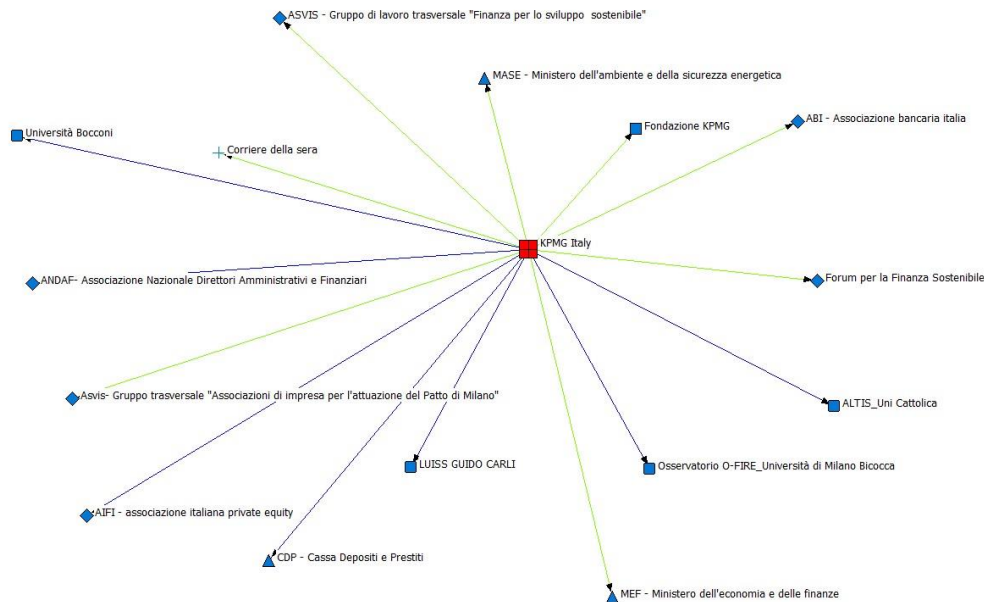 ASVIS - Gruppo di lavoro trasversale "Finanza per lo sviluppo sostenibile"
MASE - Ministero dell'ambiente e della sicurezza energetica
ABI - Associazione bancaria italia
Fondazione KPMG
Università Bocconi
Corriere della sera
KPMG Italy
ANDAF- Associazione Nazionale Direttori Amministrativi e Finanziari
Forum per la Finanza Sostenibile
Asvis- Gruppo trasversale "Associazioni di impresa per l'attuazione del Patto di Milano"
ALTIS_Uni Cattolica
LUISS GUIDO CARLI
Osservatorio O-FIRE_Università di Milano Bicocca
AIFI - associazione italiana private equity
CDP - Cassa Depositi e Prestiti
MEF - Ministero dell'economia e delle finanze